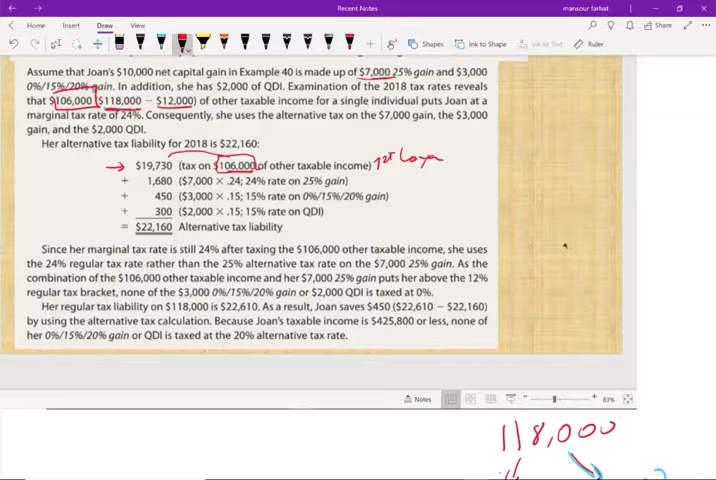 Recent Notes
mansour farhat
Home Insert Draw View Help
Share
Shapes Ink to Shape Ink to Text Ruler
Assume that Joan's $10,000 net capital gain in Example 40 is made up of $7,000 25% gain and $3,000
0%/15%/20% gain. In addition, she has $2,000 of QDI. Examination of the 2018 tax rates reveals
that $106,000 ($118,000 − $12,000) of other taxable income for a single individual puts Joan at a
marginal tax rate of 24%. Consequently, she uses the alternative tax on the $7,000 gain, the $3,000
gain, and the $2,000 QDI.
Her alternative tax liability for 2018 is $22,160:
→ $19,730 (tax on $106,000 of other taxable income) 1st Layer
+ 1,680 ($7,000 × .24; 24% rate on 25% gain)
+ 450 ($3,000 × .15; 15% rate on 0%/15%/20% gain)
+ 300 ($2,000 × .15; 15% rate on QDI)
= $22,160 Alternative tax liability
Since her marginal tax rate is still 24% after taxing the $106,000 other taxable income, she uses
the 24% regular tax rate rather than the 25% alternative tax rate on the $7,000 25% gain. As the
combination of the $106,000 other taxable income and her $7,000 25% gain puts her above the 12%
regular tax bracket, none of the $3,000 0%/15%/20% gain or $2,000 QDI is taxed at 0%.
Her regular tax liability on $118,000 is $22,610. As a result, Joan saves $450 ($22,610 − $22,160)
by using the alternative tax calculation. Because Joan's taxable income is $425,800 or less, none of
her 0%/15%/20% gain or QDI is taxed at the 20% alternative tax rate.
Notes
83%
118,000